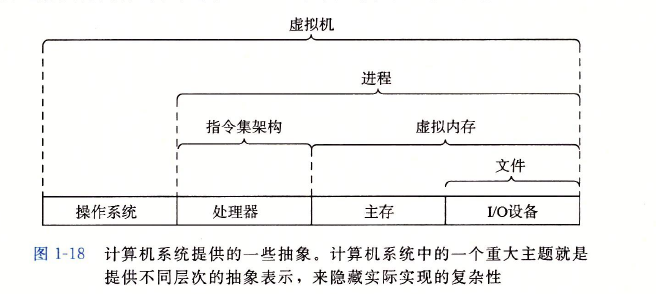 虚拟机
进程
指令集架构 虚拟内存
文件
操作系统 处理器 主存 I/O设备
图 1-18 计算机系统提供的一些抽象。计算机系统中的一个重大主题就是
提供不同层次的抽象表示，来隐藏实际实现的复杂性